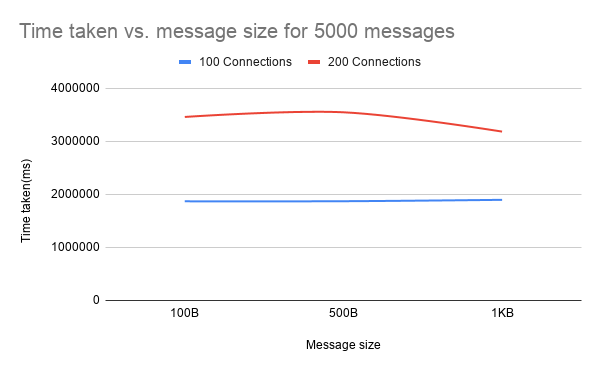 Time taken vs. message size for 5000 messages
100 Connections 200 Connections
4000000
3000000
2000000
1000000
0
Time taken(ms)
100B 500B 1KB
Message size